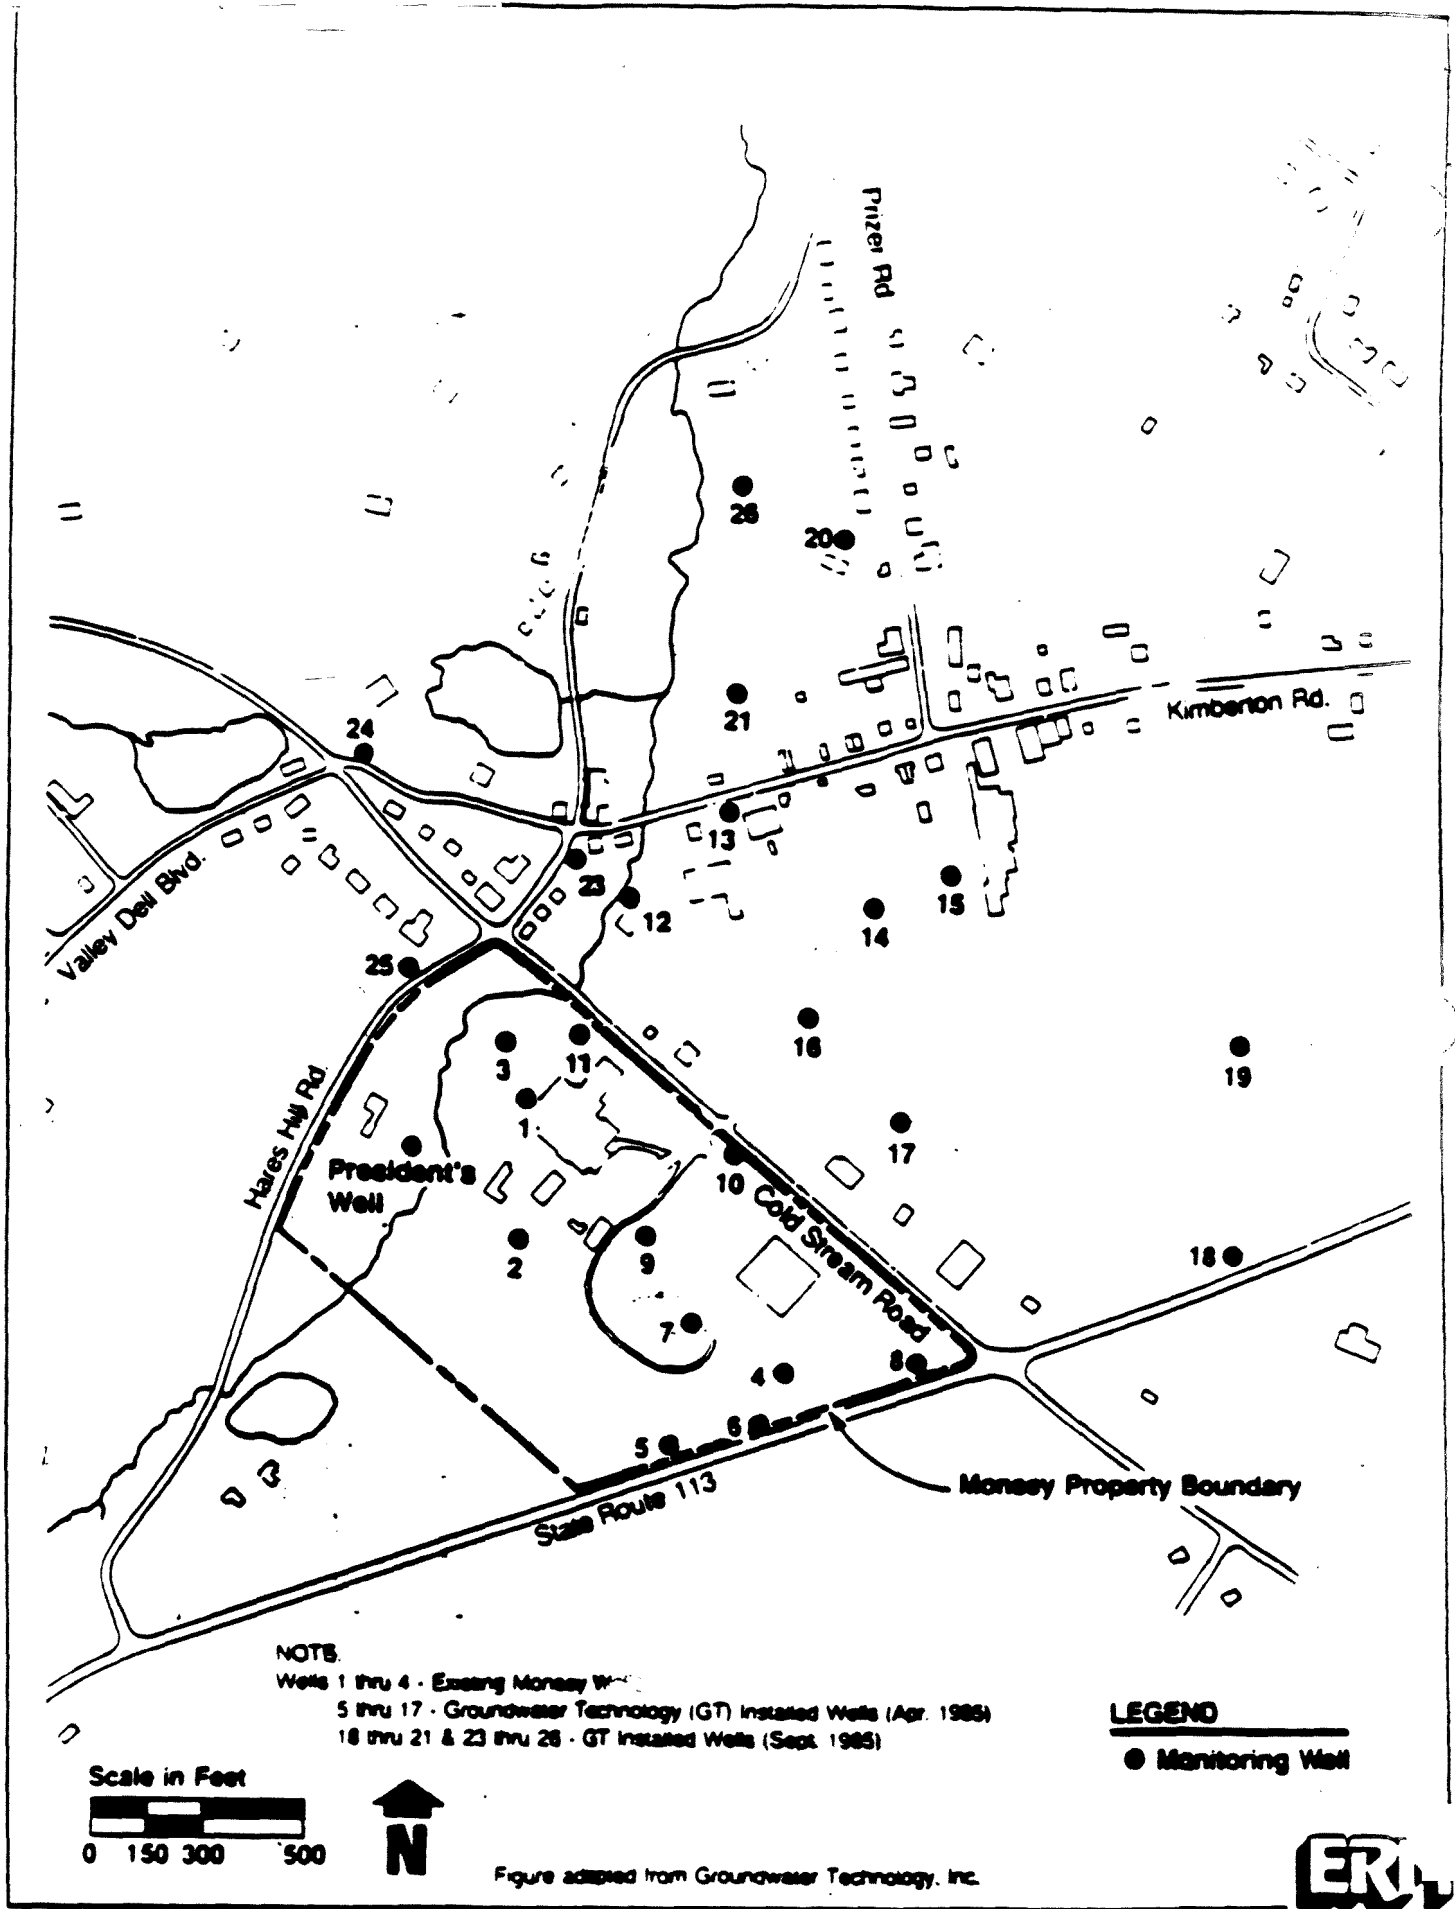 Prizer Rd
26
20
21
Kimberton Rd.
24
13
23
12
15
14
Valley Dell Blvd.
25
16
3
11
19
1
17
Hares Hill Rd.
President's
Well
10
Cold Stream Road
2
9
18
7
4
8
6
5
Monsey Property Boundary
State Route 113
NOTE:
Wells 1 thru 4 - Existing Monsey
5 thru 17 - Groundwater Technology (GT) Installed Wells (Apr. 1985)
18 thru 21 & 23 thru 26 - GT Installed Wells (Sept. 1985)
LEGEND
Monitoring Well
Scale in Feet
0 150 300 500
N
Figure adapted from Groundwater Technology, Inc.
ERM